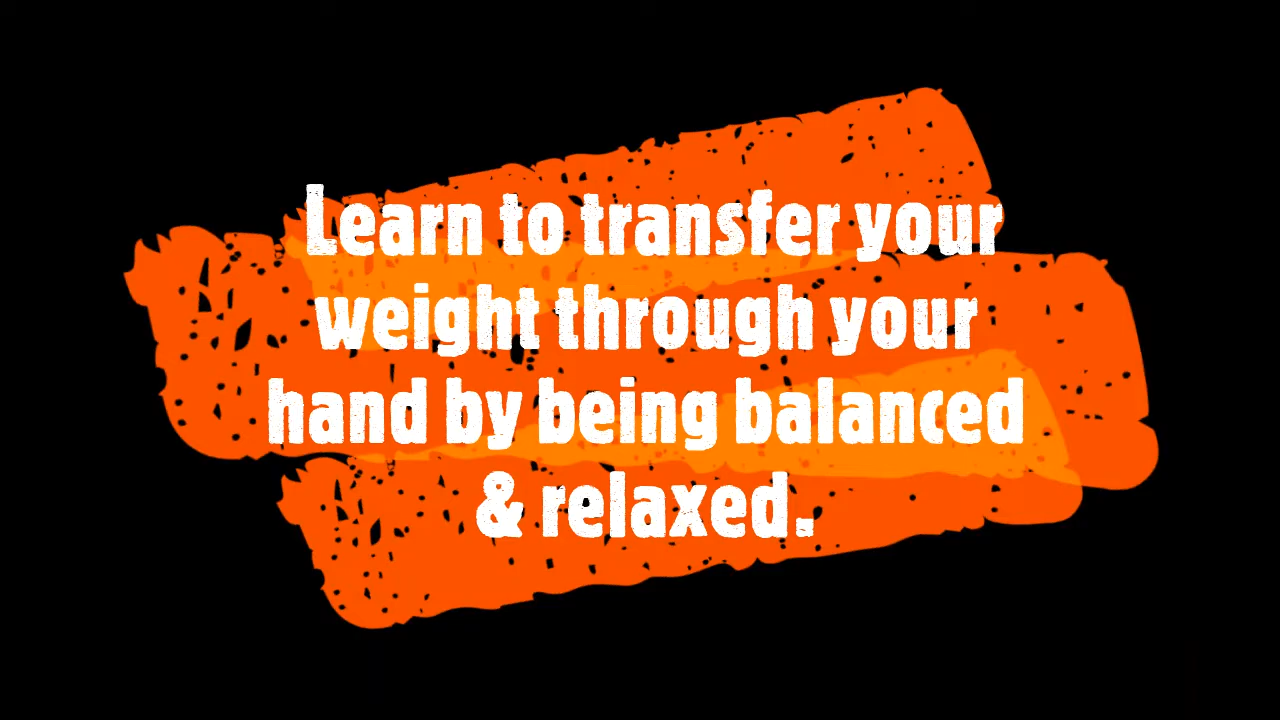 Learn to transfer your
weight through your
hand by being balanced
& relaxed.